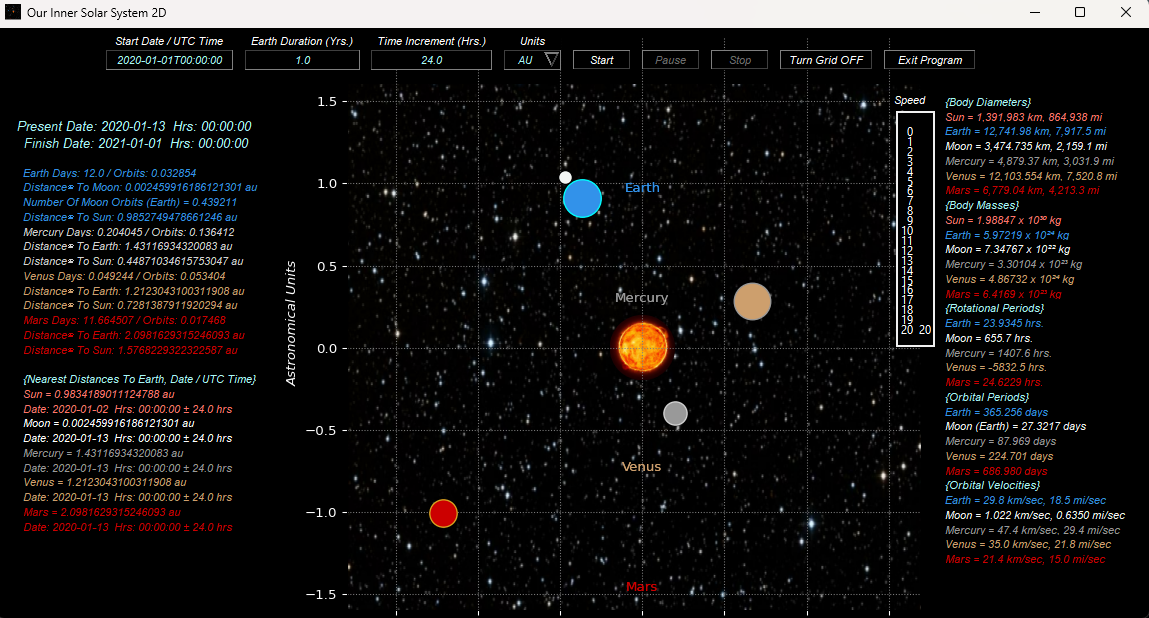 Our Inner Solar System 2D
Start Date / UTC Time
Earth Duration (Yrs.)
Time Increment (Hrs.)
Units
2020-01-01T00:00:00
1.0
24.0
AU
Start
Pause
Stop
Turn Grid OFF
Exit Program
Present Date: 2020-01-13 Hrs: 00:00:00
Finish Date: 2021-01-01 Hrs: 00:00:00
Earth Days: 12.0 / Orbits: 0.032854
Distance≈ To Moon: 0.002459916186121301 au
Number Of Moon Orbits (Earth) = 0.439211
Distance≈ To Sun: 0.9852749478661246 au
Mercury Days: 0.204045 / Orbits: 0.136412
Distance≈ To Earth: 1.43116934320083 au
Distance≈ To Sun: 0.44871034615753047 au
Venus Days: 0.049244 / Orbits: 0.053404
Distance≈ To Earth: 1.2123043100311908 au
Distance≈ To Sun: 0.7281387911920294 au
Mars Days: 11.664507 / Orbits: 0.017468
Distance≈ To Earth: 2.0981629315246093 au
Distance≈ To Sun: 1.5768229322322587 au
{Nearest Distances To Earth, Date / UTC Time}
Sun = 0.9834189011124788 au
Date: 2020-01-02 Hrs: 00:00:00 ± 24.0 hrs
Moon = 0.002459916186121301 au
Date: 2020-01-13 Hrs: 00:00:00 ± 24.0 hrs
Mercury = 1.43116934320083 au
Date: 2020-01-13 Hrs: 00:00:00 ± 24.0 hrs
Venus = 1.2123043100311908 au
Date: 2020-01-13 Hrs: 00:00:00 ± 24.0 hrs
Mars = 2.0981629315246093 au
Date: 2020-01-13 Hrs: 00:00:00 ± 24.0 hrs
Astronomical Units
1.5
1.0
0.5
0.0
−0.5
−1.0
−1.5
Earth
Mercury
Venus
Mars
Speed
0
1
2
3
4
5
6
7
8
9
10
11
12
13
14
15
16
17
18
19
20 20
{Body Diameters}
Sun = 1,391,983 km, 864,938 mi
Earth = 12,741.98 km, 7,917.5 mi
Moon = 3,474.735 km, 2,159.1 mi
Mercury = 4,879.37 km, 3,031.9 mi
Venus = 12,103.554 km, 7,520.8 mi
Mars = 6,779.04 km, 4,213.3 mi
{Body Masses}
Sun = 1.98847 x 10³⁰ kg
Earth = 5.97219 x 10²⁴ kg
Moon = 7.34767 x 10²² kg
Mercury = 3.30104 x 10²³ kg
Venus = 4.86732 x 10²⁴ kg
Mars = 6.4169 x 10²³ kg
{Rotational Periods}
Earth = 23.9345 hrs.
Moon = 655.7 hrs.
Mercury = 1407.6 hrs.
Venus = -5832.5 hrs.
Mars = 24.6229 hrs.
{Orbital Periods}
Earth = 365.256 days
Moon (Earth) = 27.3217 days
Mercury = 87.969 days
Venus = 224.701 days
Mars = 686.980 days
{Orbital Velocities}
Earth = 29.8 km/sec, 18.5 mi/sec
Moon = 1.022 km/sec, 0.6350 mi/sec
Mercury = 47.4 km/sec, 29.4 mi/sec
Venus = 35.0 km/sec, 21.8 mi/sec
Mars = 21.4 km/sec, 15.0 mi/sec